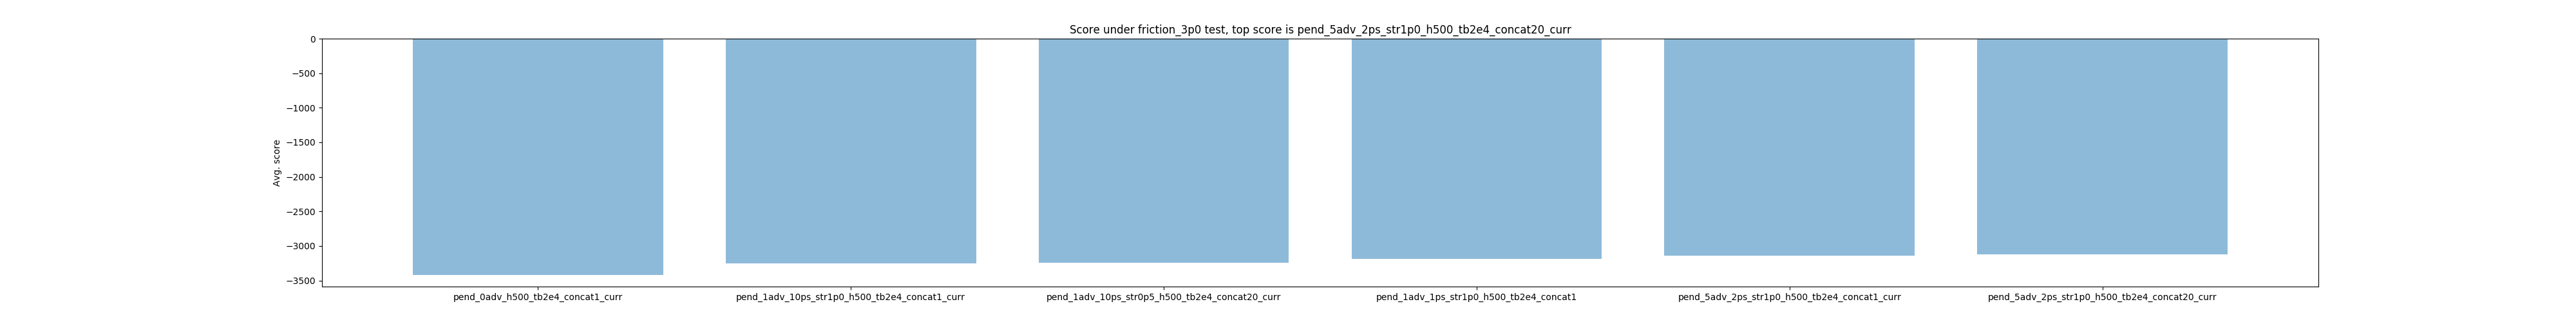 Score under friction_3p0 test, top score is pend_5adv_2ps_str1p0_h500_tb2e4_concat20_curr
Avg. score
0
−500
−1000
−1500
−2000
−2500
−3000
−3500
pend_0adv_h500_tb2e4_concat1_curr
pend_1adv_10ps_str1p0_h500_tb2e4_concat1_curr
pend_1adv_10ps_str0p5_h500_tb2e4_concat20_curr
pend_1adv_1ps_str1p0_h500_tb2e4_concat1
pend_5adv_2ps_str1p0_h500_tb2e4_concat1_curr
pend_5adv_2ps_str1p0_h500_tb2e4_concat20_curr